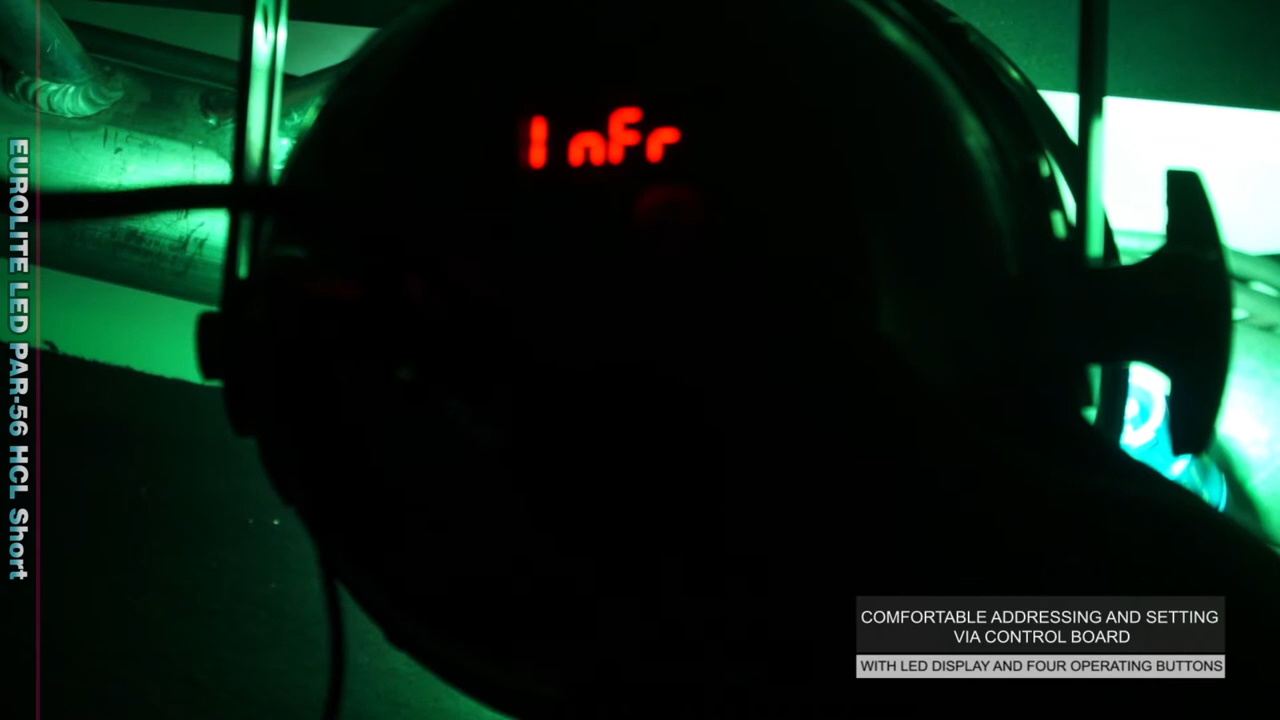 EUROLITE LED PAR-56 HCL Short
InFr
COMFORTABLE ADDRESSING AND SETTING
VIA CONTROL BOARD
WITH LED DISPLAY AND FOUR OPERATING BUTTONS